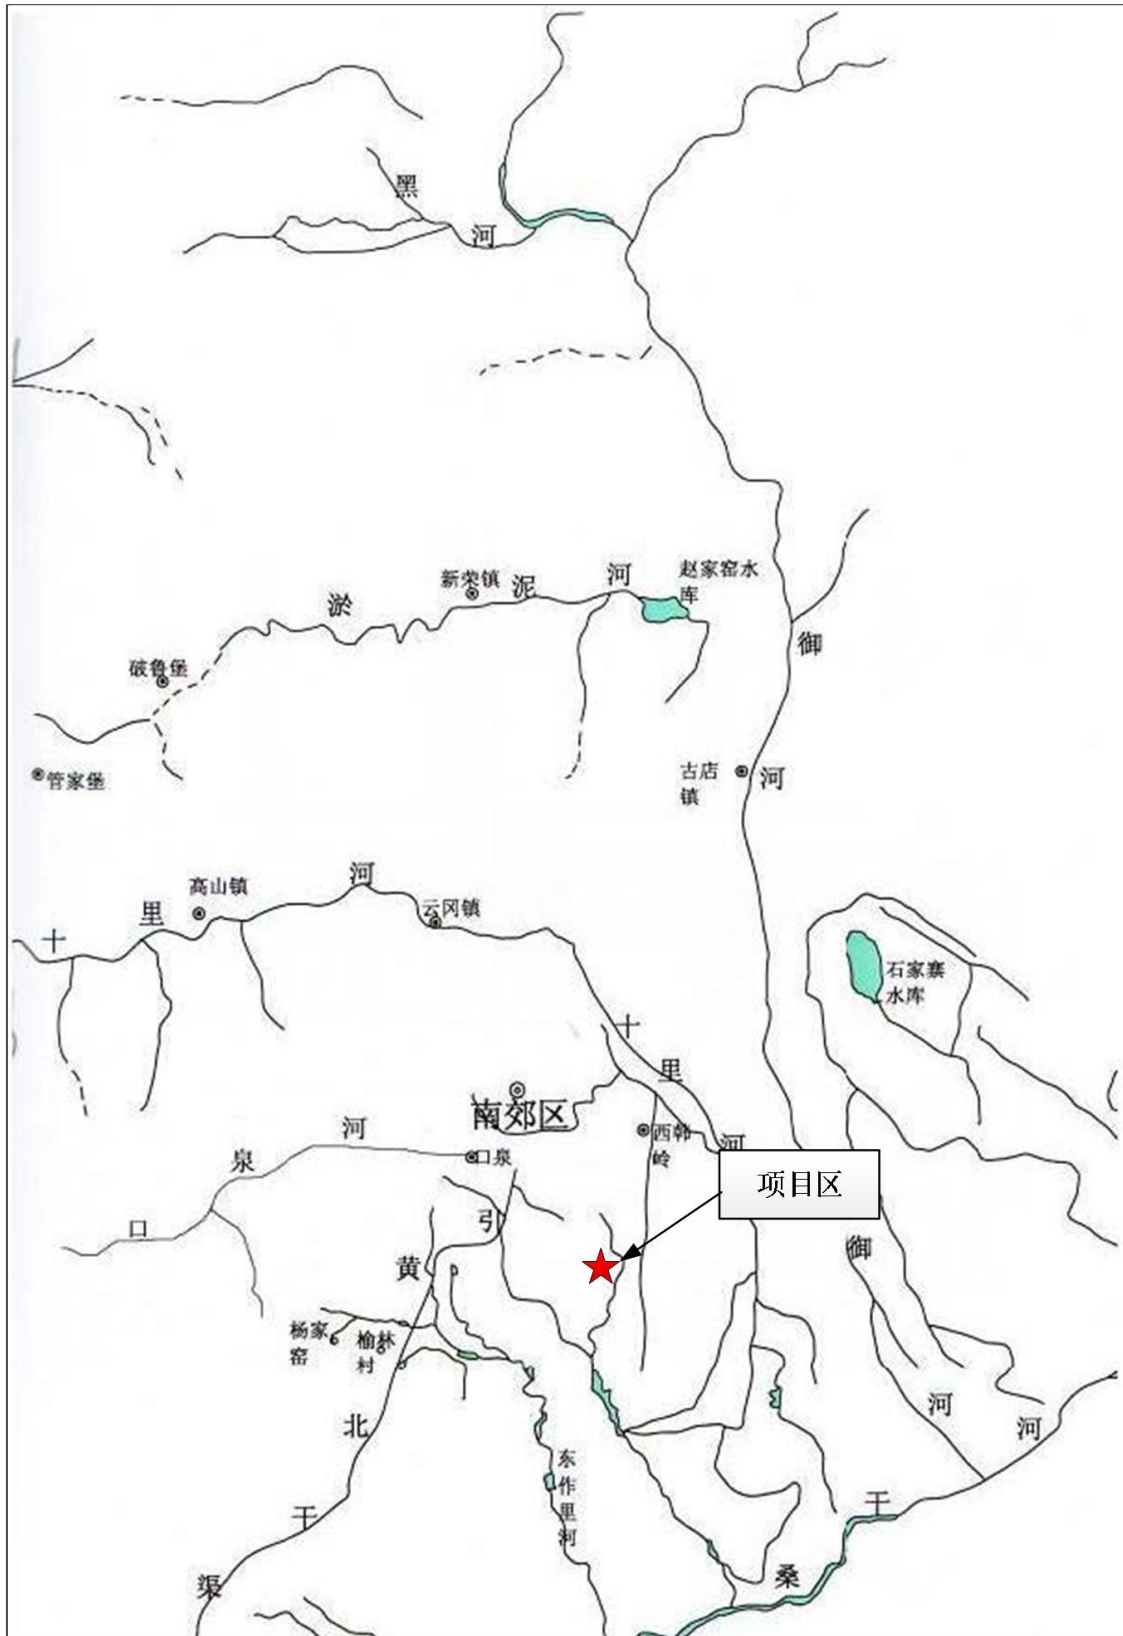 黑
河
新荣镇
淤
泥
河
赵家窑水
库
破鲁堡
御
管家堡
古店
镇
河
高山镇
河
云冈镇
里
十
石家寨
水库
十
里
南郊区
西韩
岭
河
口泉
河
泉
口
项目区
引
黄
御
杨家
窑
榆林
村
北
河
河
东
作
里
河
干
干
渠
桑